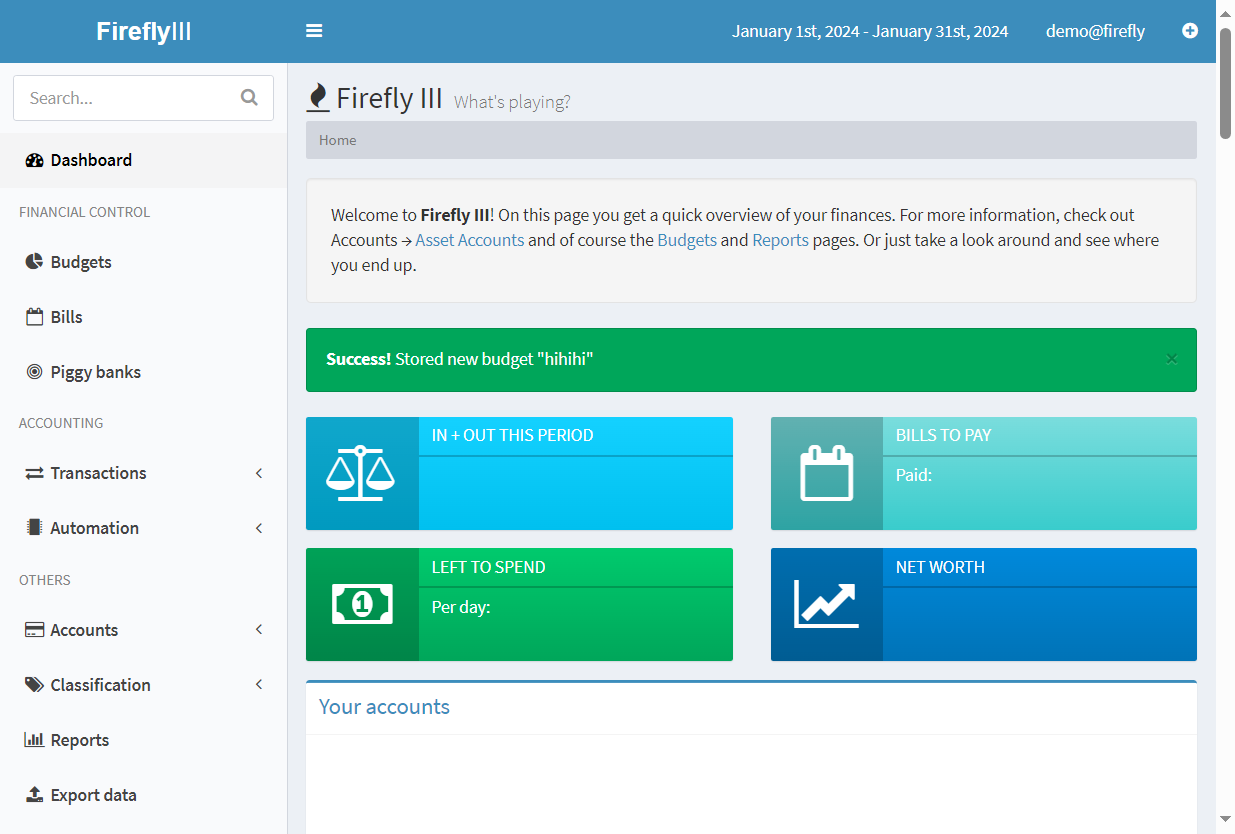 FireflyIII
January 1st, 2024 - January 31st, 2024
demo@firefly
Search...
Dashboard
FINANCIAL CONTROL
Budgets
Bills
Piggy banks
ACCOUNTING
Transactions
Automation
OTHERS
Accounts
Classification
Reports
Export data
Firefly III What's playing?
Home
Welcome to Firefly III! On this page you get a quick overview of your finances. For more information, check out
Accounts → Asset Accounts and of course the Budgets and Reports pages. Or just take a look around and see where
you end up.
Success! Stored new budget "hihihi"
×
IN + OUT THIS PERIOD
BILLS TO PAY
Paid:
LEFT TO SPEND
Per day:
NET WORTH
Your accounts